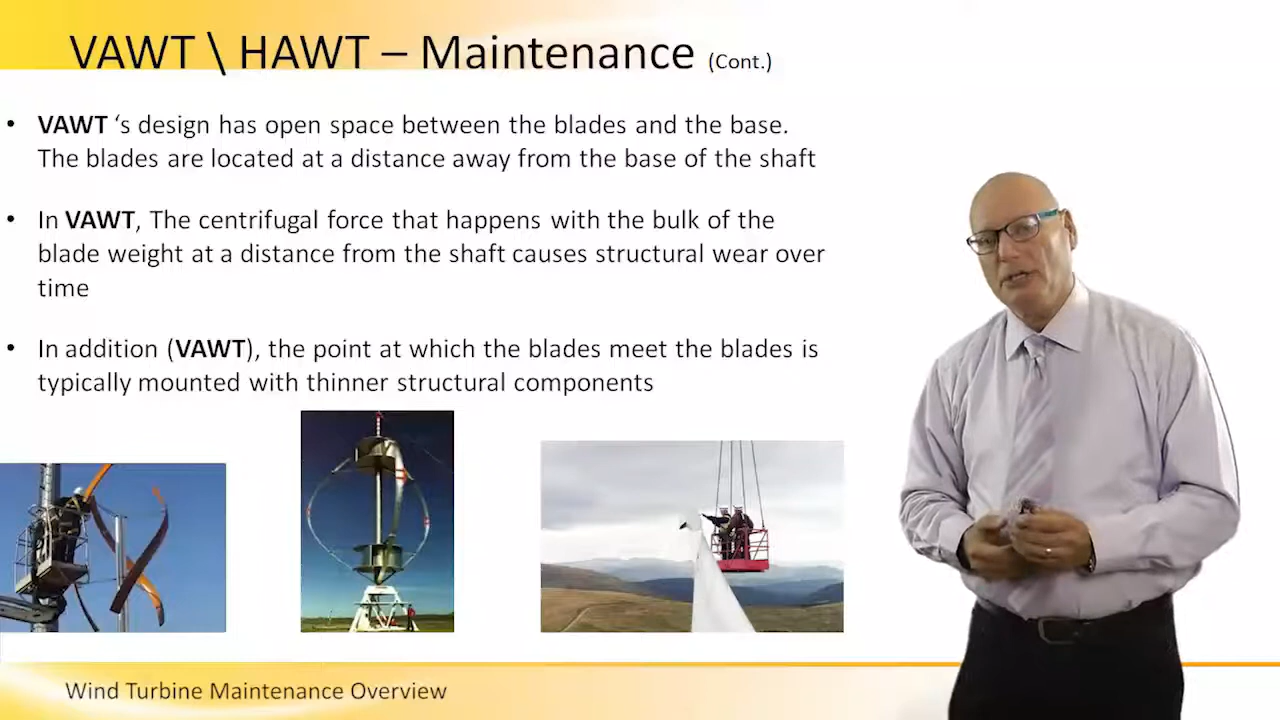 VAWT \ HAWT – Maintenance (Cont.)
• VAWT ‘s design has open space between the blades and the base.
The blades are located at a distance away from the base of the shaft
• In VAWT, The centrifugal force that happens with the bulk of the
blade weight at a distance from the shaft causes structural wear over
time
• In addition (VAWT), the point at which the blades meet the blades is
typically mounted with thinner structural components
Wind Turbine Maintenance Overview